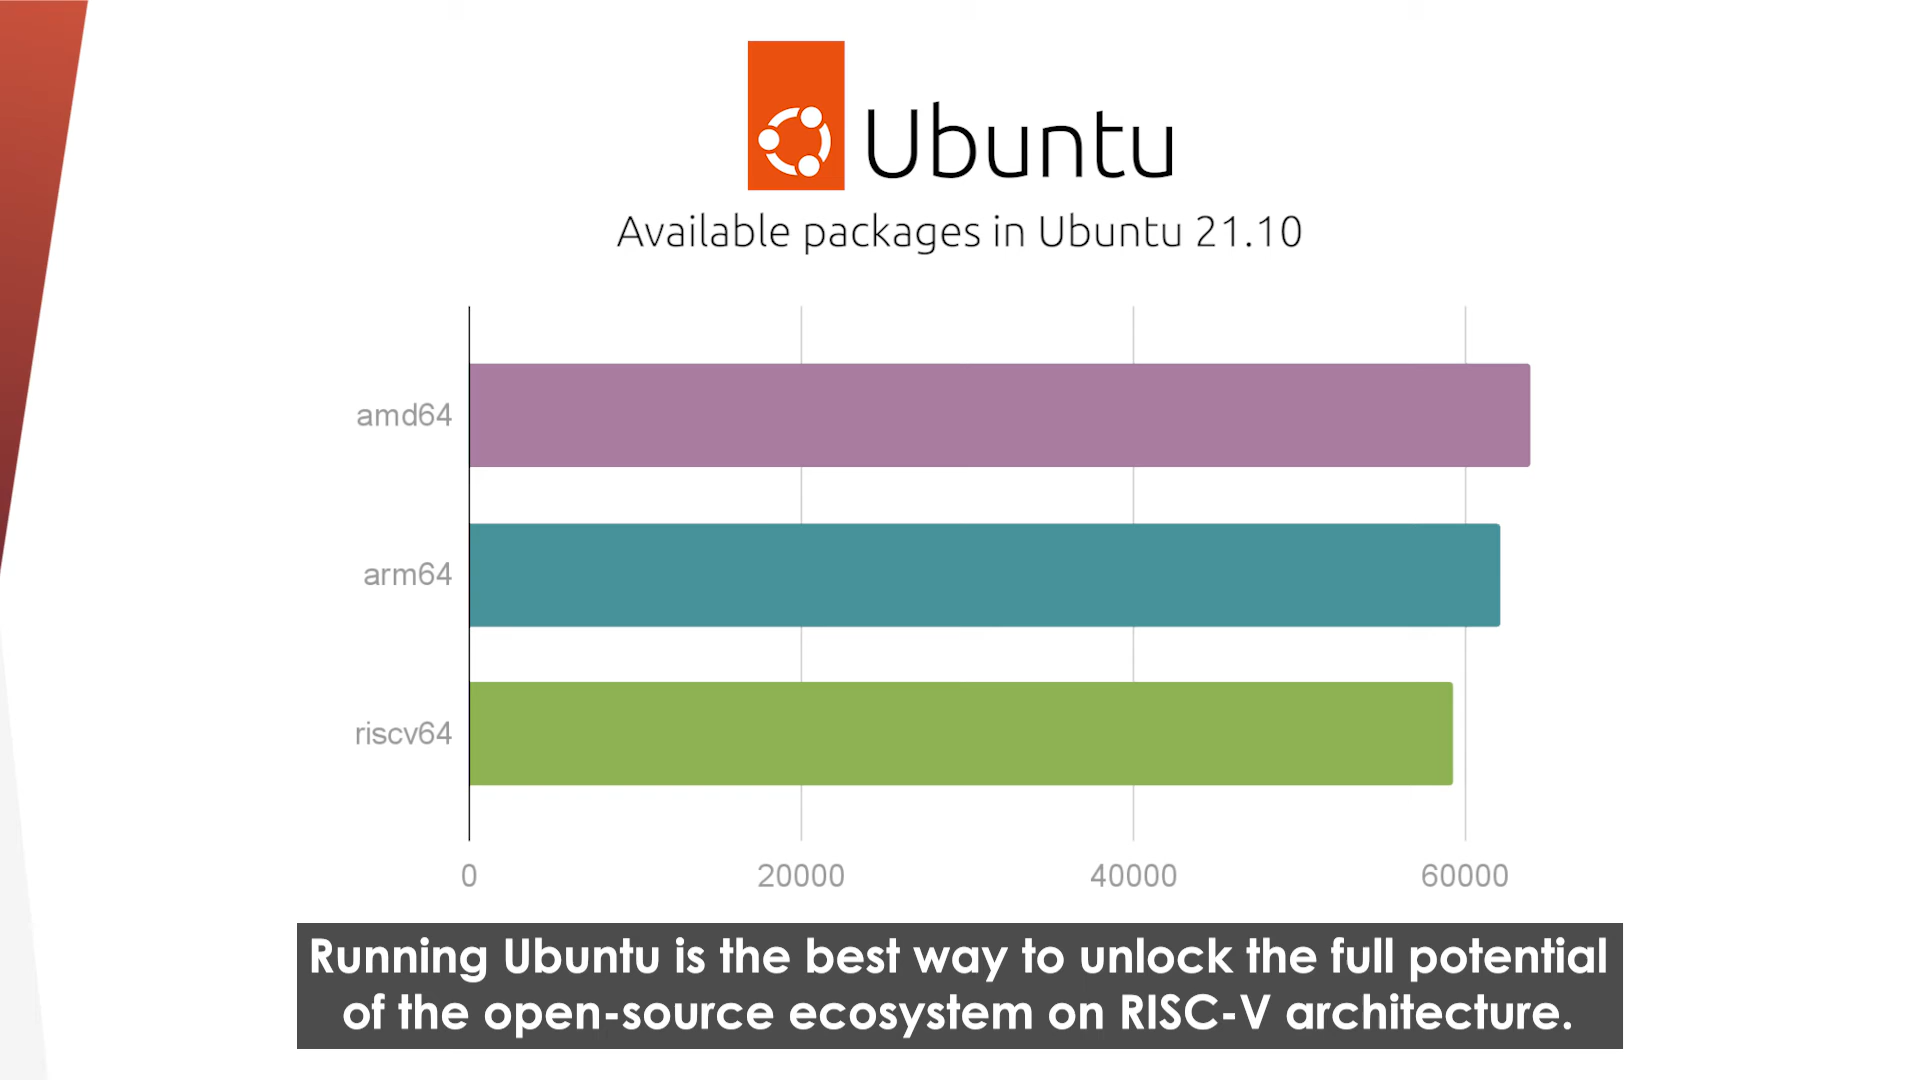 Ubuntu
Available packages in Ubuntu 21.10
amd64
arm64
riscv64
0 20000 40000 60000
Running Ubuntu is the best way to unlock the full potential
of the open-source ecosystem on RISC-V architecture.